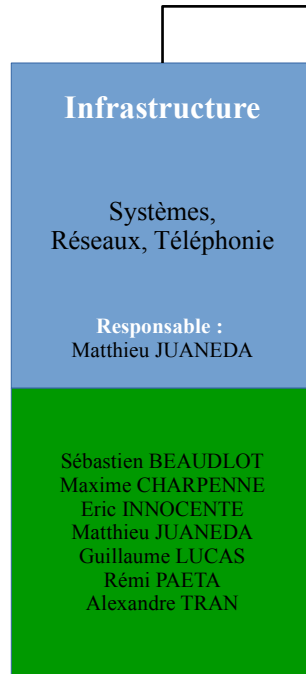 Infrastructure
Systèmes,
Réseaux, Téléphonie
Responsable :
Matthieu JUANEDA
Sébastien BEAUDLOT
Maxime CHARPENNE
Eric INNOCENTE
Matthieu JUANEDA
Guillaume LUCAS
Rémi PAETA
Alexandre TRAN